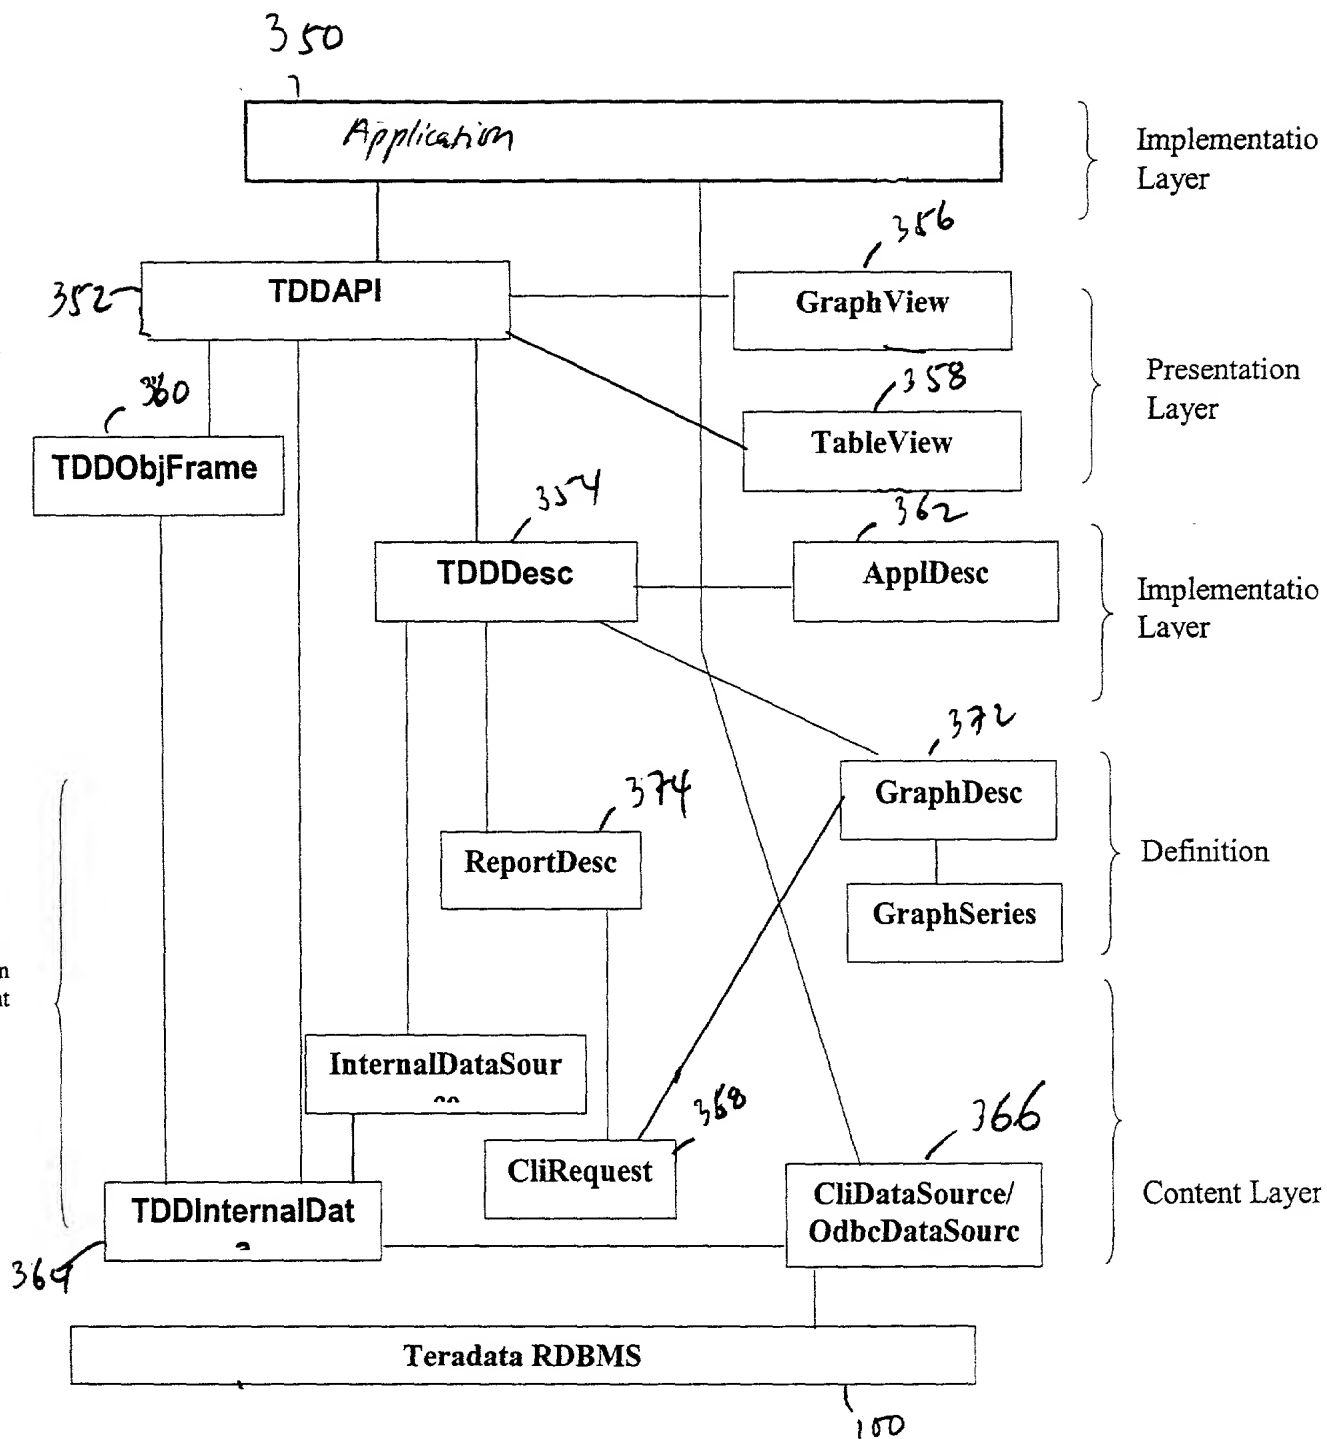 350
Application
Implementatio
Layer
356
352
TDDAPI
GraphView
360
358
Presentation
Layer
TDDObjFrame
TableView
354
362
TDDDesc
ApplDesc
Implementatio
Layer
372
374
GraphDesc
ReportDesc
Definition
GraphSeries
InternalDataSour
368
366
CliRequest
CliDataSource/
OdbcDataSourc
Content Layer
TDDInternalDat
364
Teradata RDBMS
100